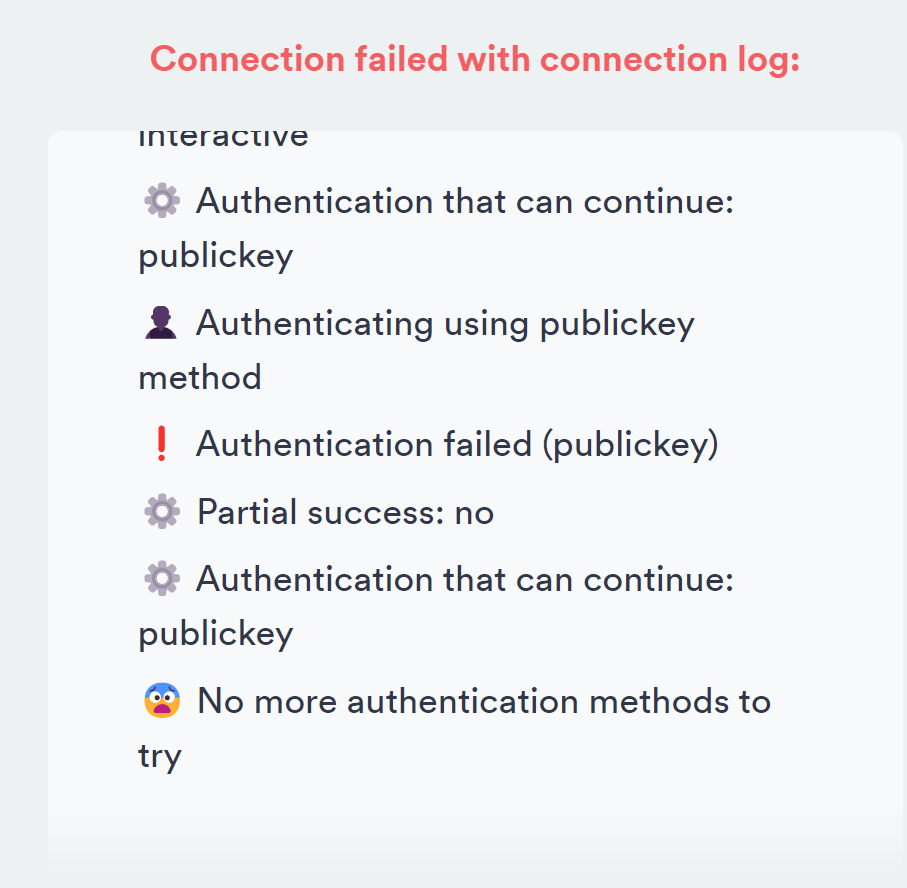 Connection failed with connection log:
interactive
Authentication that can continue:
publickey
Authenticating using publickey
method
Authentication failed (publickey)
Partial success: no
Authentication that can continue:
publickey
No more authentication methods to
try